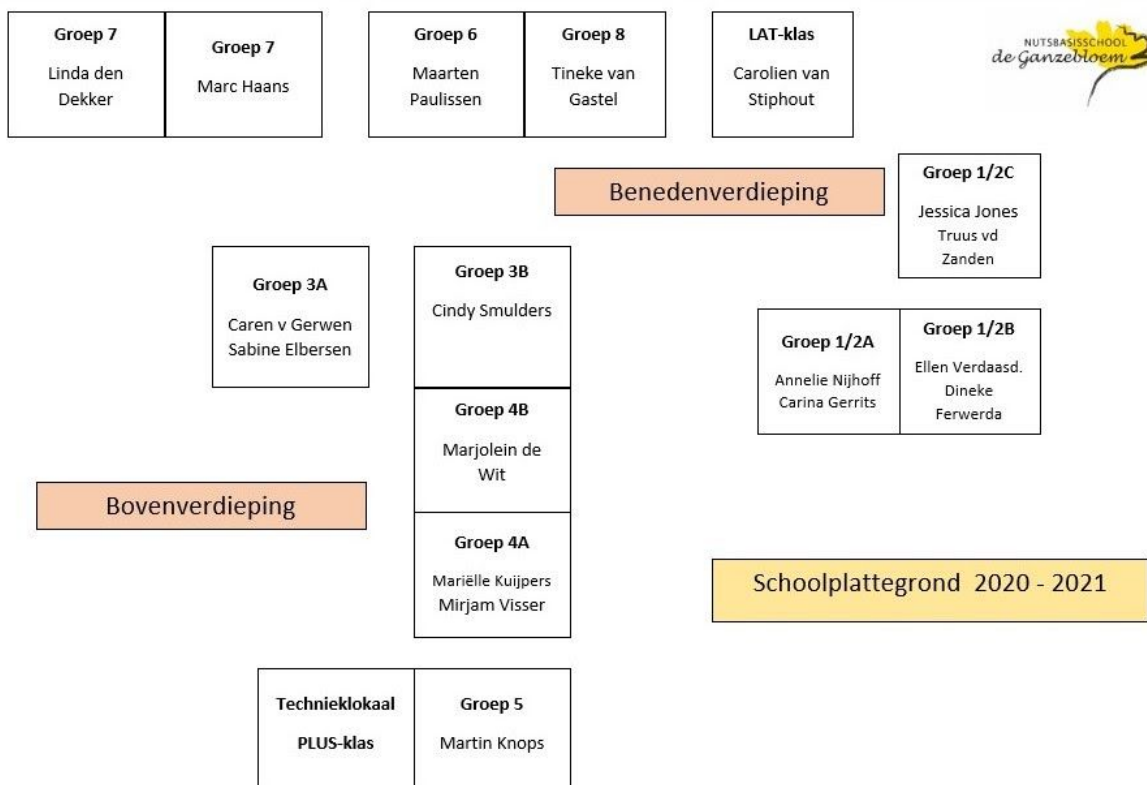 Groep 7
Linda den
Dekker
Groep 7
Marc Haans
Groep 6
Maarten
Paulissen
Groep 8
Tineke van
Gastel
LAT-klas
Carolien van
Stiphout
NUTSBASISSCHOOL
de Ganzebloem
Benedenverdieping
Groep 1/2C
Jessica Jones
Truus vd
Zanden
Groep 3A
Caren v Gerwen
Sabine Elbersen
Groep 3B
Cindy Smulders
Groep 1/2A
Annelie Nijhoff
Carina Gerrits
Groep 1/2B
Ellen Verdaasd.
Dineke
Ferwerda
Groep 4B
Marjolein de
Wit
Bovenverdieping
Groep 4A
Mariëlle Kuijpers
Mirjam Visser
Schoolplattegrond 2020 - 2021
Technieklokaal
PLUS-klas
Groep 5
Martin Knops